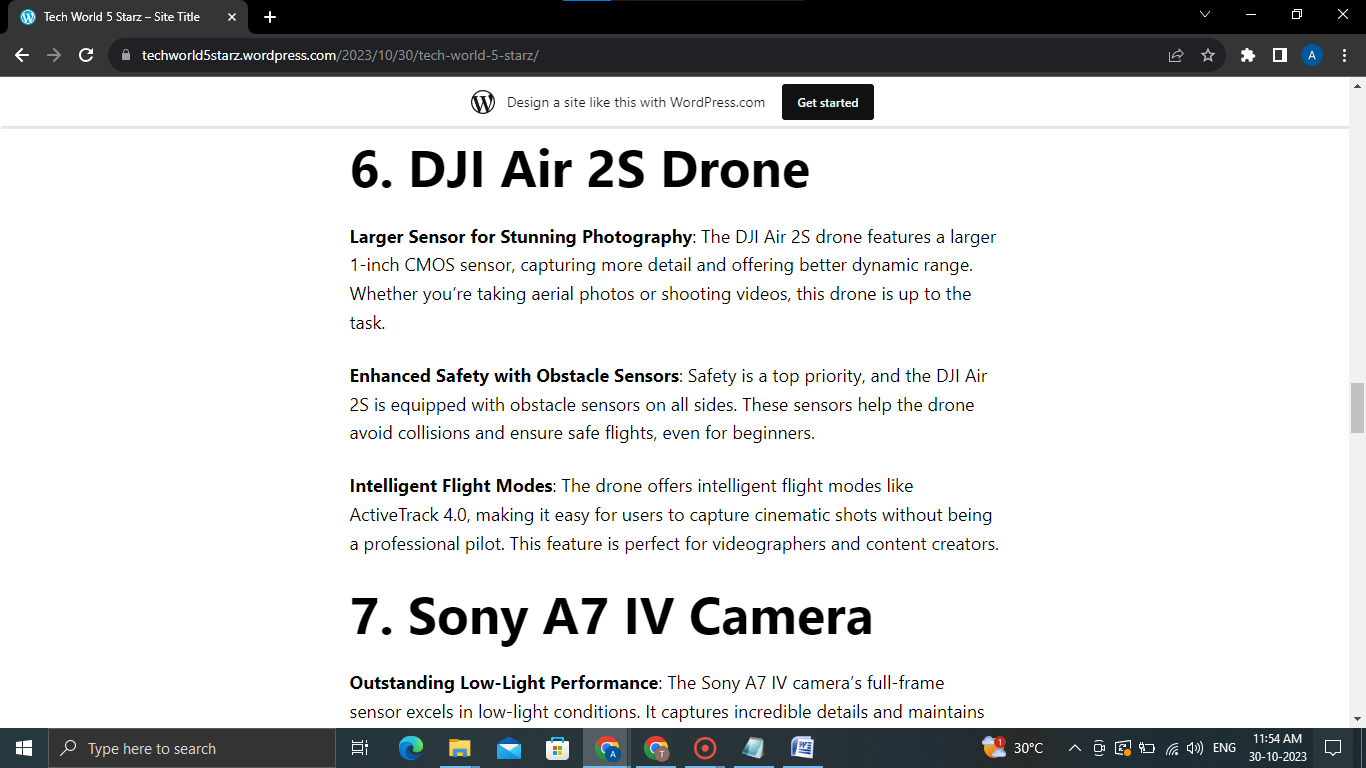 Tech World 5 Starz – Site Title
techworld5starz.wordpress.com/2023/10/30/tech-world-5-starz/
A
Design a site like this with WordPress.com
Get started
6. DJI Air 2S Drone
Larger Sensor for Stunning Photography: The DJI Air 2S drone features a larger
1-inch CMOS sensor, capturing more detail and offering better dynamic range.
Whether you’re taking aerial photos or shooting videos, this drone is up to the
task.
Enhanced Safety with Obstacle Sensors: Safety is a top priority, and the DJI Air
2S is equipped with obstacle sensors on all sides. These sensors help the drone
avoid collisions and ensure safe flights, even for beginners.
Intelligent Flight Modes: The drone offers intelligent flight modes like
ActiveTrack 4.0, making it easy for users to capture cinematic shots without being
a professional pilot. This feature is perfect for videographers and content creators.
7. Sony A7 IV Camera
Outstanding Low-Light Performance: The Sony A7 IV camera’s full-frame
sensor excels in low-light conditions. It captures incredible details and maintains
Type here to search
A
T
1
30°C
ENG
11:54 AM
30-10-2023